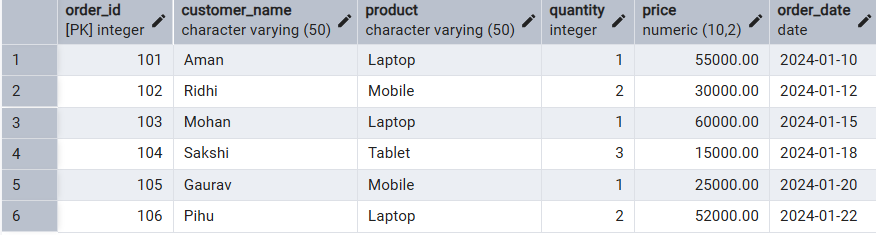 order_id customer_name product quantity price order_date
[PK] integer character varying (50) character varying (50) integer numeric (10,2) date
1 101 Aman Laptop 1 55000.00 2024-01-10
2 102 Ridhi Mobile 2 30000.00 2024-01-12
3 103 Mohan Laptop 1 60000.00 2024-01-15
4 104 Sakshi Tablet 3 15000.00 2024-01-18
5 105 Gaurav Mobile 1 25000.00 2024-01-20
6 106 Pihu Laptop 2 52000.00 2024-01-22